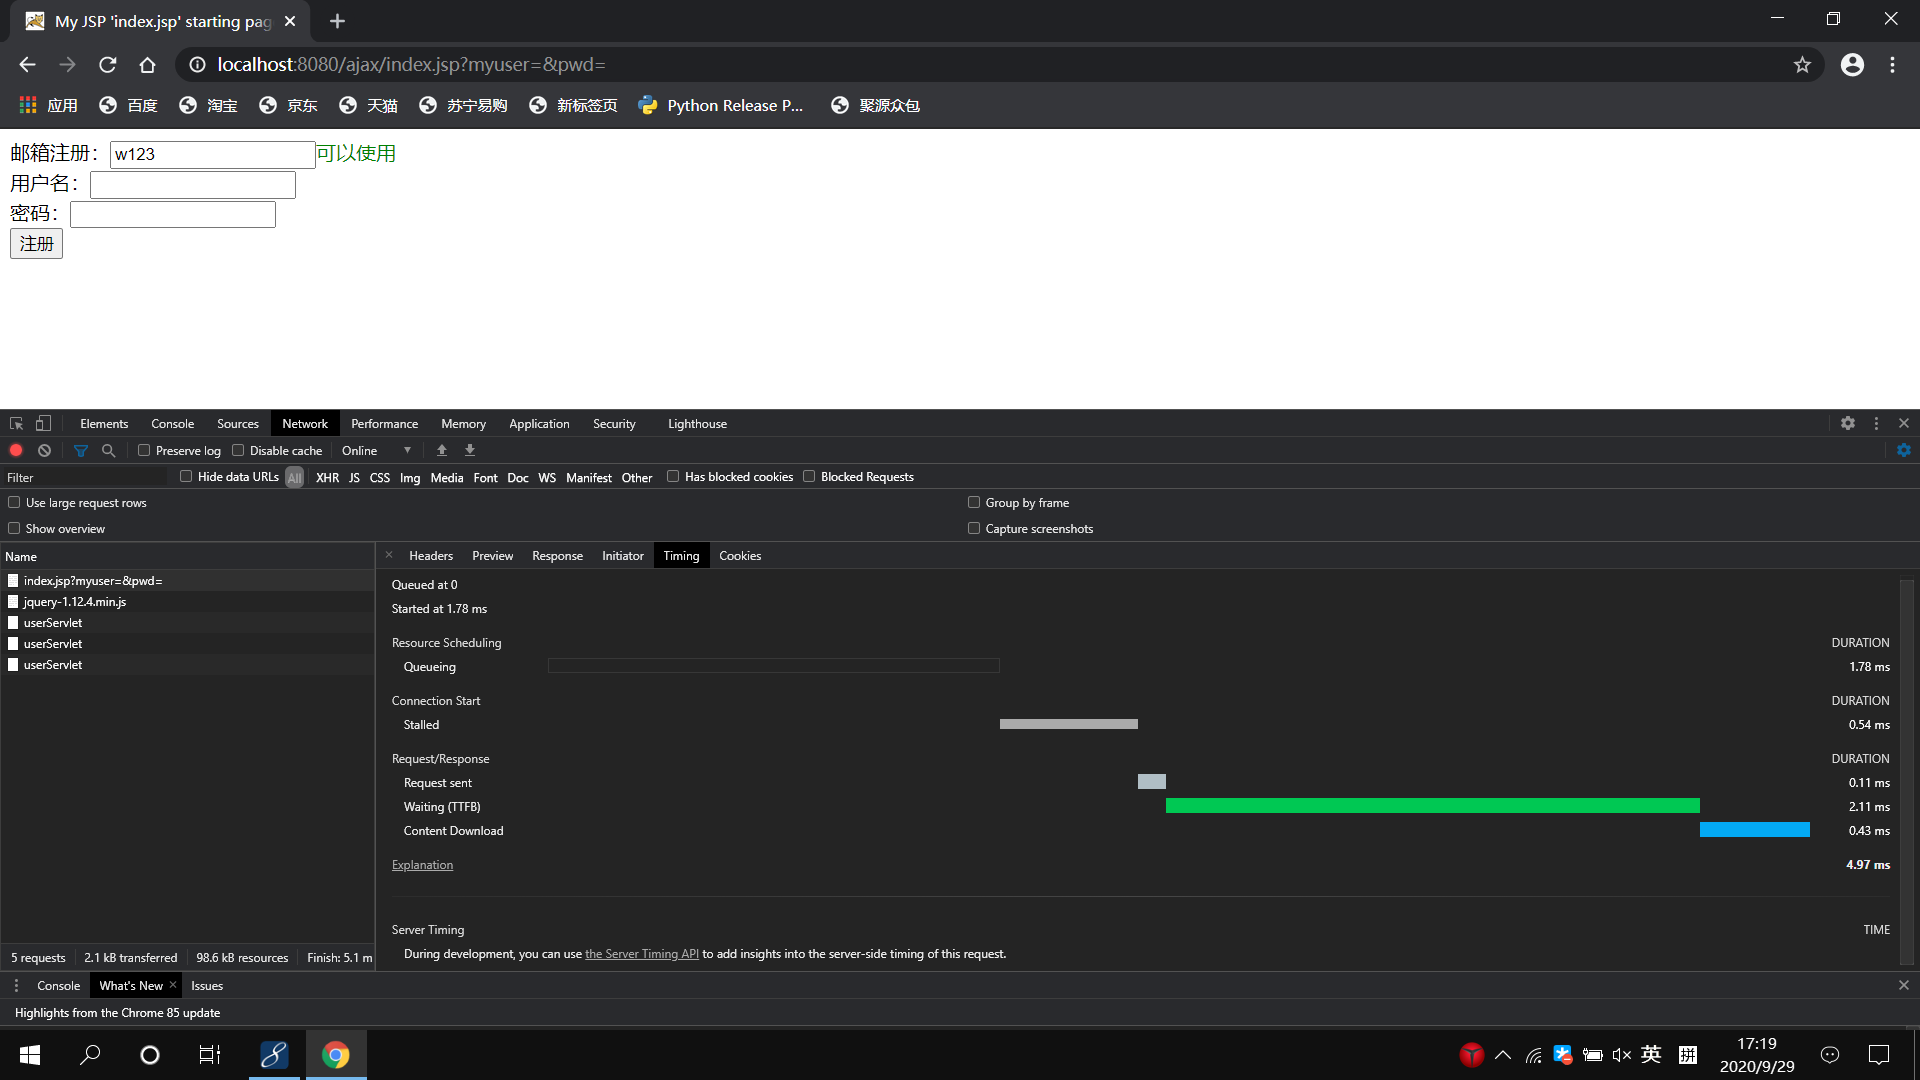 My JSP 'index.jsp' starting pag
localhost:8080/ajax/index.jsp?myuser=&pwd=
应用 百度 淘宝 京东 天猫 苏宁易购 新标签页 Python Release P... 聚源众包
邮箱注册： w123 可以使用
用户名：
密码：
注册
Elements Console Sources Network Performance Memory Application Security Lighthouse
Preserve log Disable cache Online
Filter Hide data URLs All XHR JS CSS Img Media Font Doc WS Manifest Other Has blocked cookies Blocked Requests
Use large request rows Group by frame
Show overview Capture screenshots
Name Headers Preview Response Initiator Timing Cookies
index.jsp?myuser=&pwd=
jquery-1.12.4.min.js
userServlet
userServlet
userServlet
Queued at 0
Started at 1.78 ms
Resource Scheduling DURATION
Queueing 1.78 ms
Connection Start DURATION
Stalled 0.54 ms
Request/Response DURATION
Request sent 0.11 ms
Waiting (TTFB) 2.11 ms
Content Download 0.43 ms
Explanation 4.97 ms
Server Timing TIME
During development, you can use the Server Timing API to add insights into the server-side timing of this request.
5 requests 2.1 kB transferred 98.6 kB resources Finish: 5.1 m
Console What's New Issues
Highlights from the Chrome 85 update
英 拼 17:19
2020/9/29